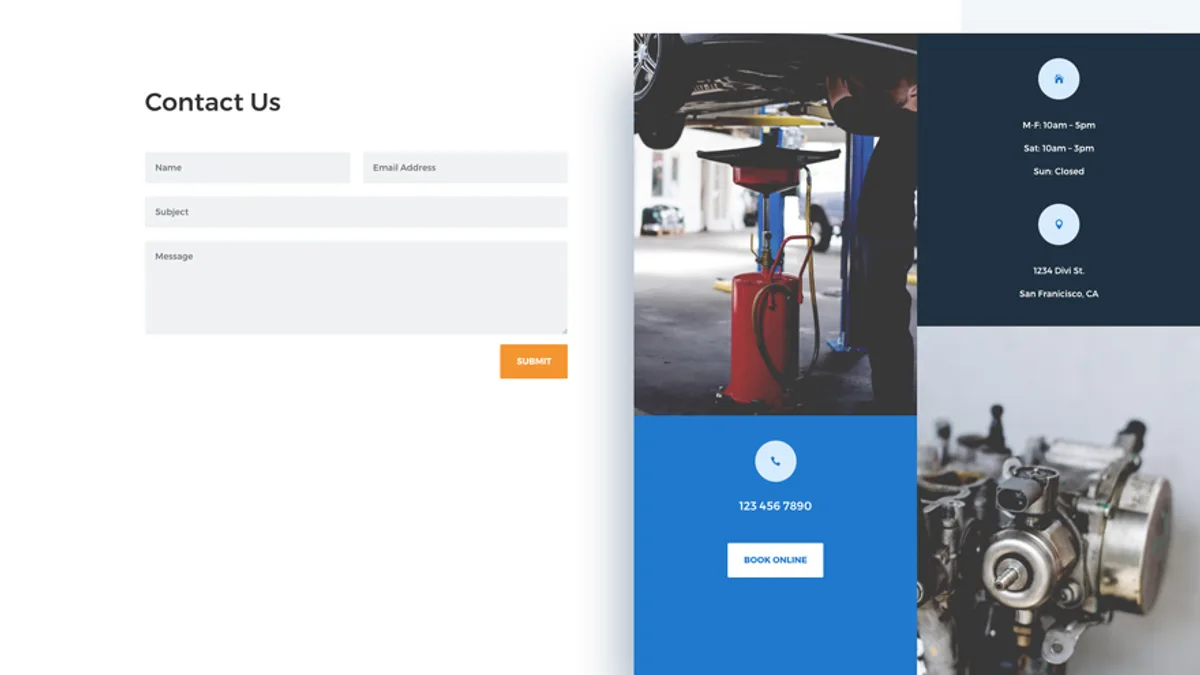 Contact Us
Name
Email Address
Subject
Message
SUBMIT
M-F: 10am – 5pm
Sat: 10am – 3pm
Sun: Closed
1234 Divi St.
San Franicisco, CA
123 456 7890
BOOK ONLINE